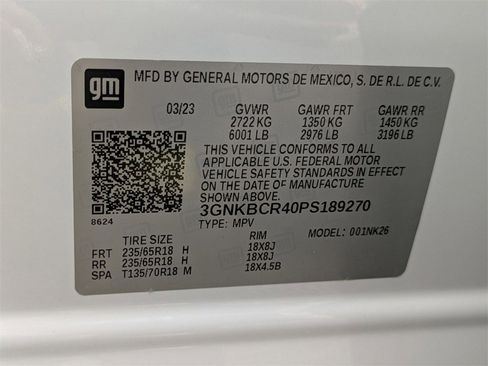 gm MFD BY GENERAL MOTORS DE MEXICO, S. DE R.L. DE C.V.
03/23 GVWR GAWR FRT GAWR RR
2722 KG 1350 KG 1450 KG
6001 LB 2976 LB 3196 LB
THIS VEHICLE CONFORMS TO ALL
APPLICABLE U.S. FEDERAL MOTOR
VEHICLE SAFETY STANDARDS IN EFFECT
ON THE DATE OF MANUFACTURE
SHOWN ABOVE.
8624 3GNKBCR40PS189270
TYPE: MPV MODEL: 001NK26
TIRE SIZE RIM
FRT 235/65R18 H 18X8J
RR 235/65R18 H 18X8J
SPA T135/70R18 M 18X4.5B